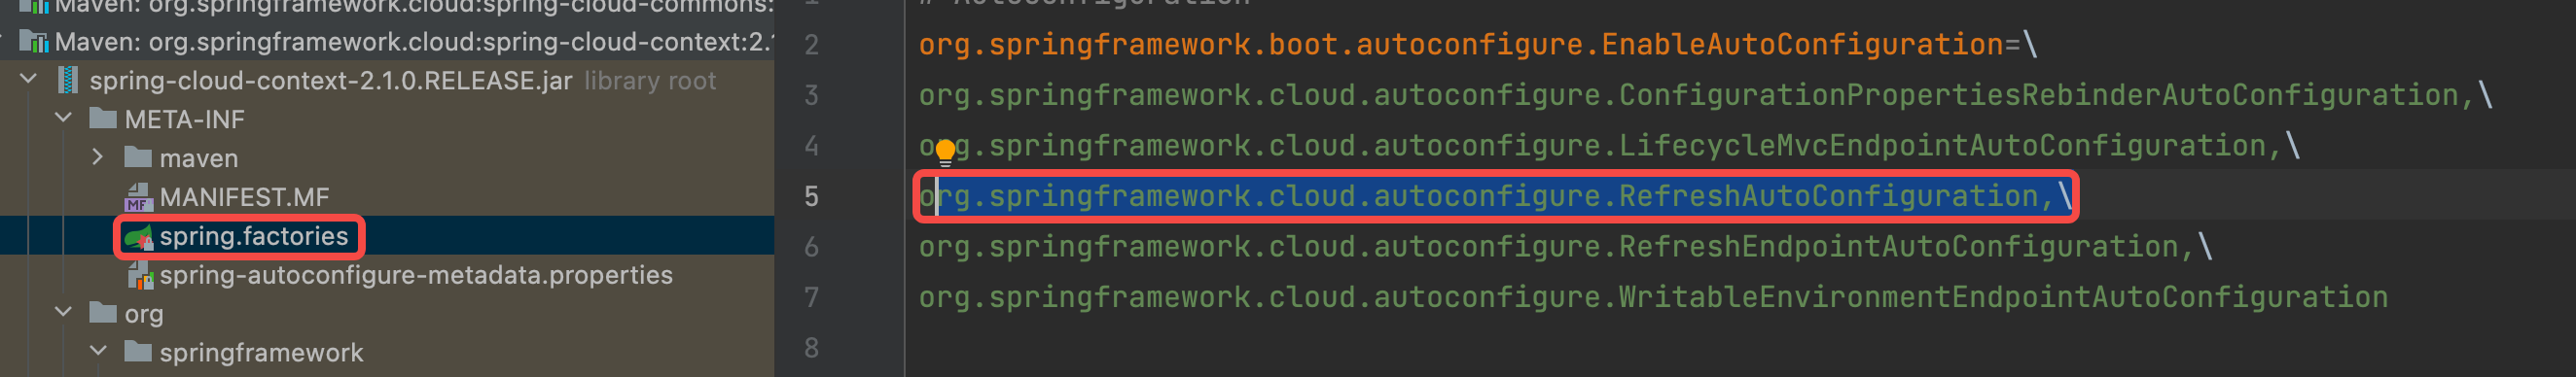 Maven: org.springframework.cloud:spring-cloud-commons:
Maven: org.springframework.cloud:spring-cloud-context:2.1
spring-cloud-context-2.1.0.RELEASE.jar library root
META-INF
maven
MANIFEST.MF
MF
spring.factories
spring-autoconfigure-metadata.properties
org
springframework
1 # AutoConfiguration
2 org.springframework.boot.autoconfigure.EnableAutoConfiguration=\
3 org.springframework.cloud.autoconfigure.ConfigurationPropertiesRebinderAutoConfiguration,\
4 org.springframework.cloud.autoconfigure.LifecycleMvcEndpointAutoConfiguration,\
5 org.springframework.cloud.autoconfigure.RefreshAutoConfiguration,\
6 org.springframework.cloud.autoconfigure.RefreshEndpointAutoConfiguration,\
7 org.springframework.cloud.autoconfigure.WritableEnvironmentEndpointAutoConfiguration
8